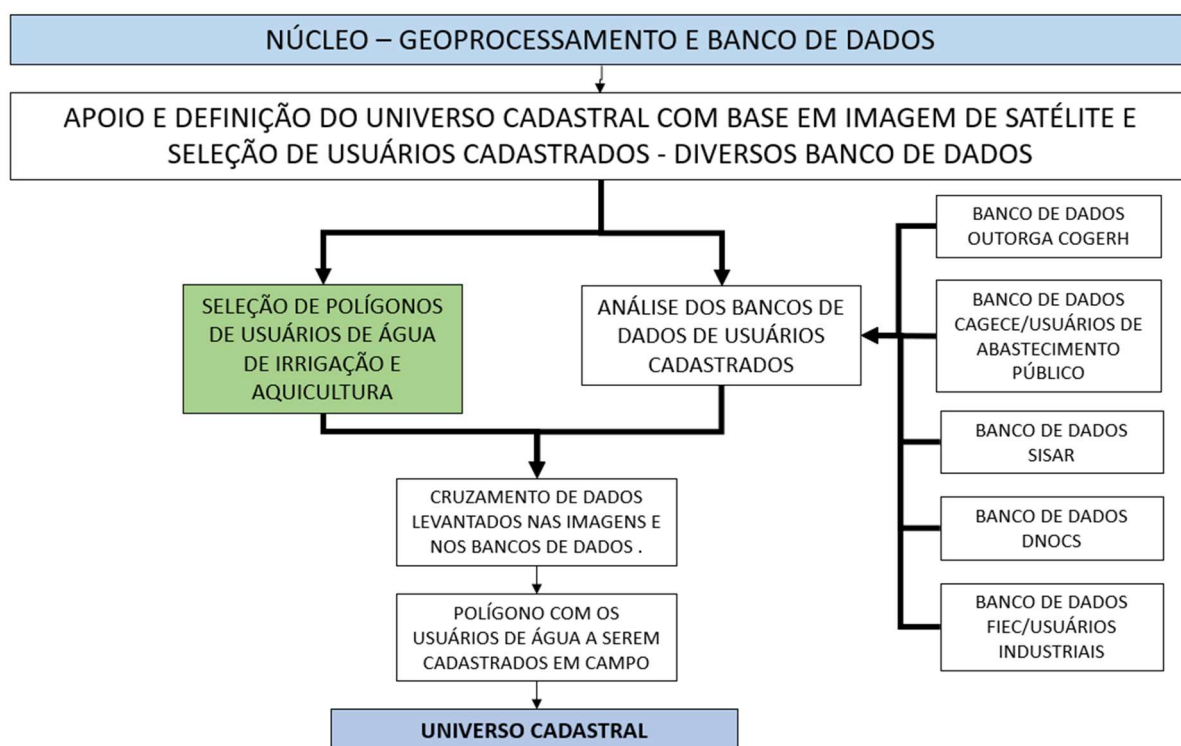 NÚCLEO – GEOPROCESSAMENTO E BANCO DE DADOS
APOIO E DEFINIÇÃO DO UNIVERSO CADASTRAL COM BASE EM IMAGEM DE SATÉLITE E
SELEÇÃO DE USUÁRIOS CADASTRADOS - DIVERSOS BANCO DE DADOS
SELEÇÃO DE POLÍGONOS
DE USUÁRIOS DE ÁGUA
DE IRRIGAÇÃO E
AQUICULTURA
ANÁLISE DOS BANCOS DE
DADOS DE USUÁRIOS
CADASTRADOS
BANCO DE DADOS
OUTORGA COGERH
BANCO DE DADOS
CAGECE/USUÁRIOS DE
ABASTECIMENTO
PÚBLICO
BANCO DE DADOS
SISAR
BANCO DE DADOS
DNOCS
BANCO DE DADOS
FIEC/USUÁRIOS
INDUSTRIAIS
CRUZAMENTO DE DADOS
LEVANTADOS NAS IMAGENS E
NOS BANCOS DE DADOS .
POLÍGONO COM OS
USUÁRIOS DE ÁGUA A SEREM
CADASTRADOS EM CAMPO
UNIVERSO CADASTRAL